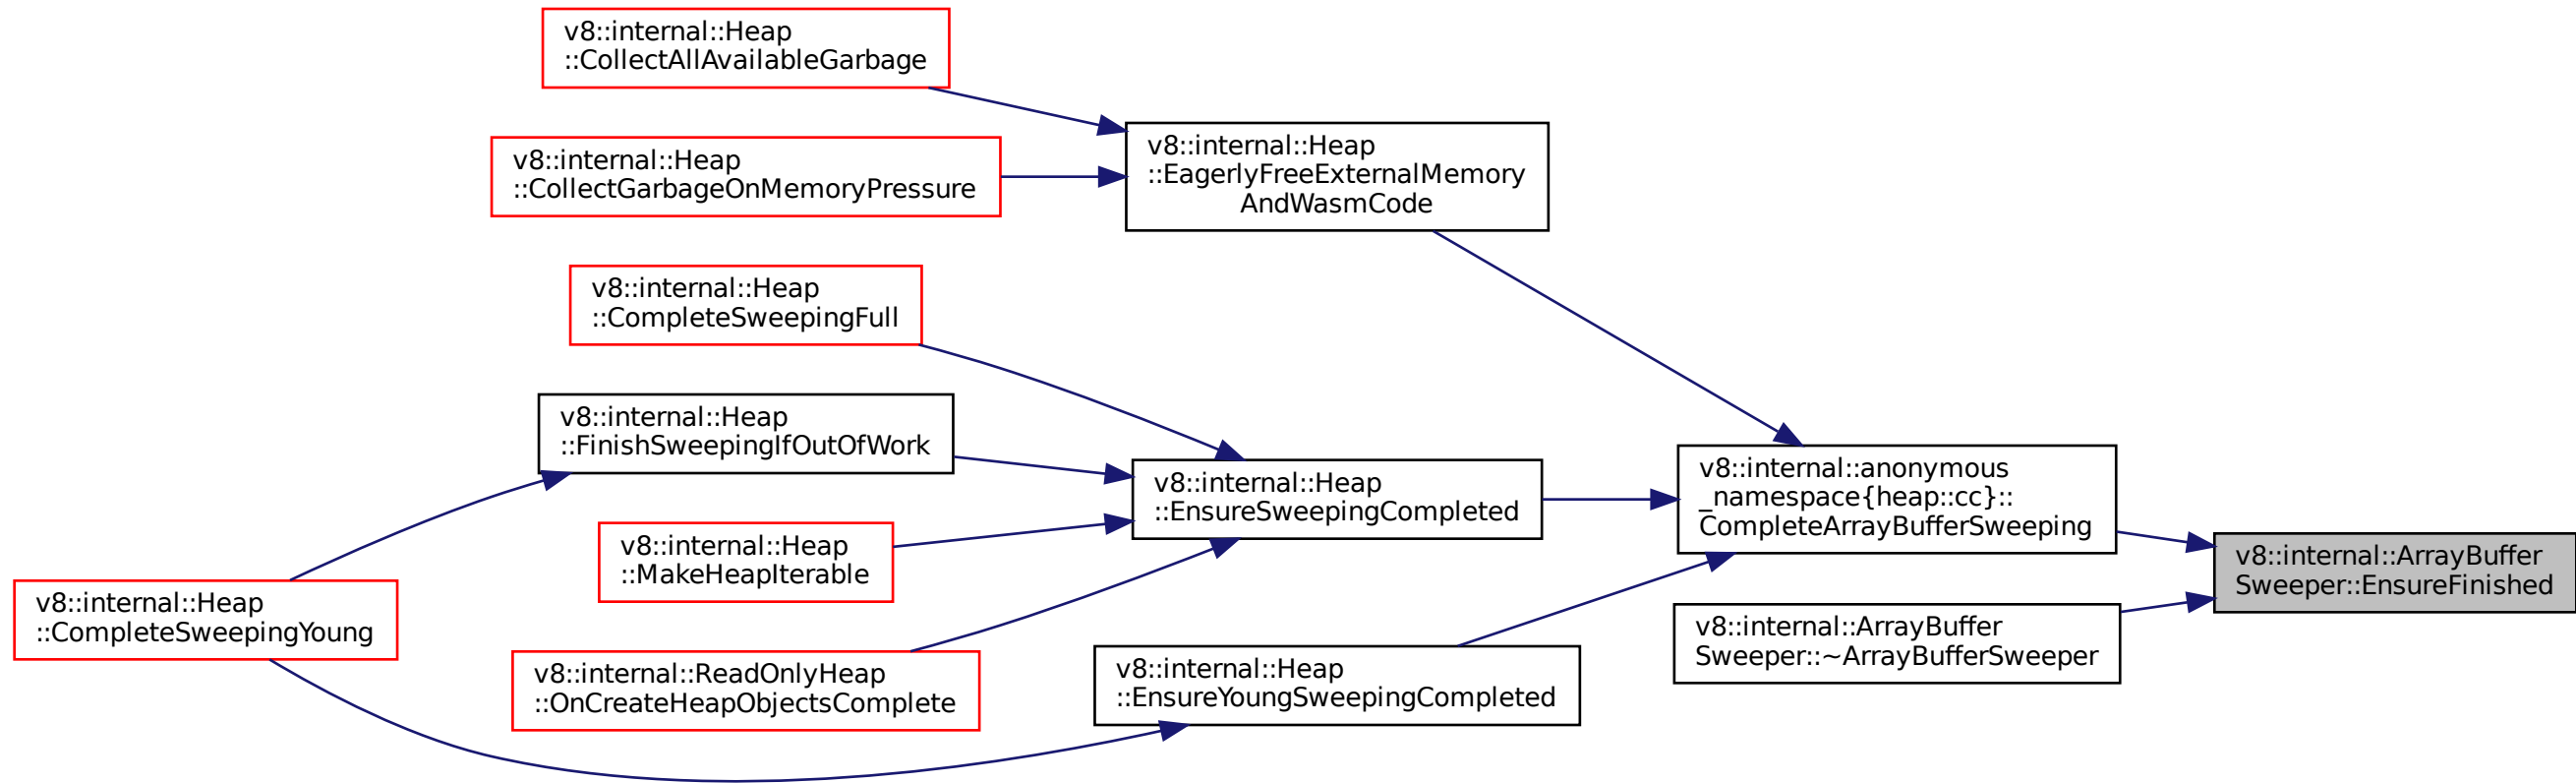 v8::internal::Heap
::CollectAllAvailableGarbage
v8::internal::Heap
::CollectGarbageOnMemoryPressure
v8::internal::Heap
::EagerlyFreeExternalMemory
AndWasmCode
v8::internal::Heap
::CompleteSweepingFull
v8::internal::Heap
::FinishSweepingIfOutOfWork
v8::internal::Heap
::EnsureSweepingCompleted
v8::internal::anonymous
_namespace{heap::cc}::
CompleteArrayBufferSweeping
v8::internal::Heap
::MakeHeapIterable
v8::internal::ArrayBuffer
Sweeper::EnsureFinished
v8::internal::Heap
::CompleteSweepingYoung
v8::internal::ReadOnlyHeap
::OnCreateHeapObjectsComplete
v8::internal::Heap
::EnsureYoungSweepingCompleted
v8::internal::ArrayBuffer
Sweeper::~ArrayBufferSweeper